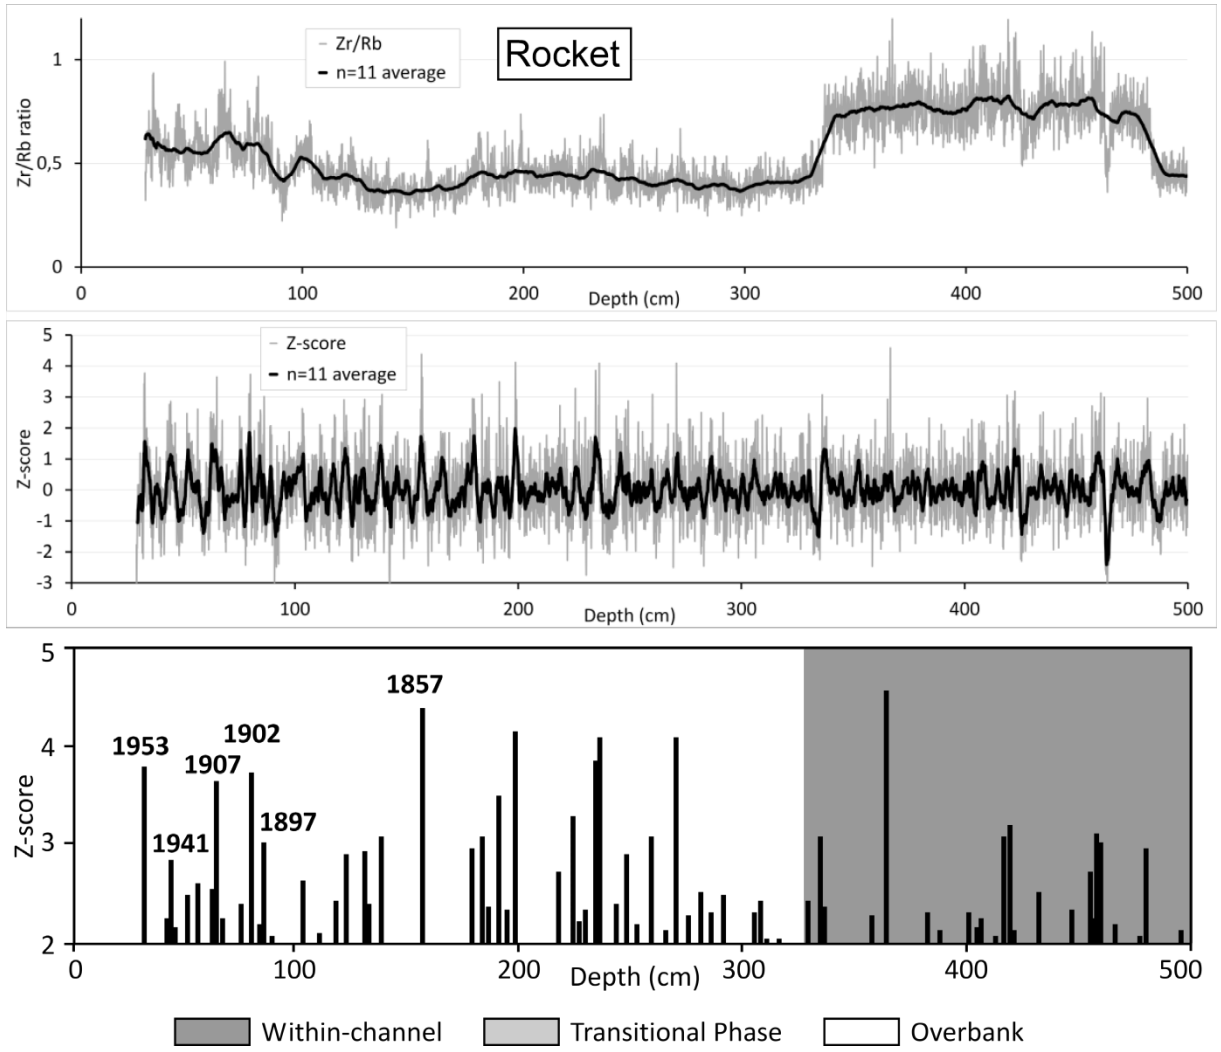 Rocket
Zr/Rb
n=11 average
Zr/Rb ratio
1
0,5
0
0
100
200
300
400
500
Depth (cm)
Z-score
n=11 average
Z-score
5
4
3
2
1
0
-1
-2
-3
0
100
200
300
400
500
Depth (cm)
Z-score
5
4
3
2
1953
1941
1907
1902
1897
1857
0
100
200
300
400
500
Depth (cm)
Within-channel
Transitional Phase
Overbank